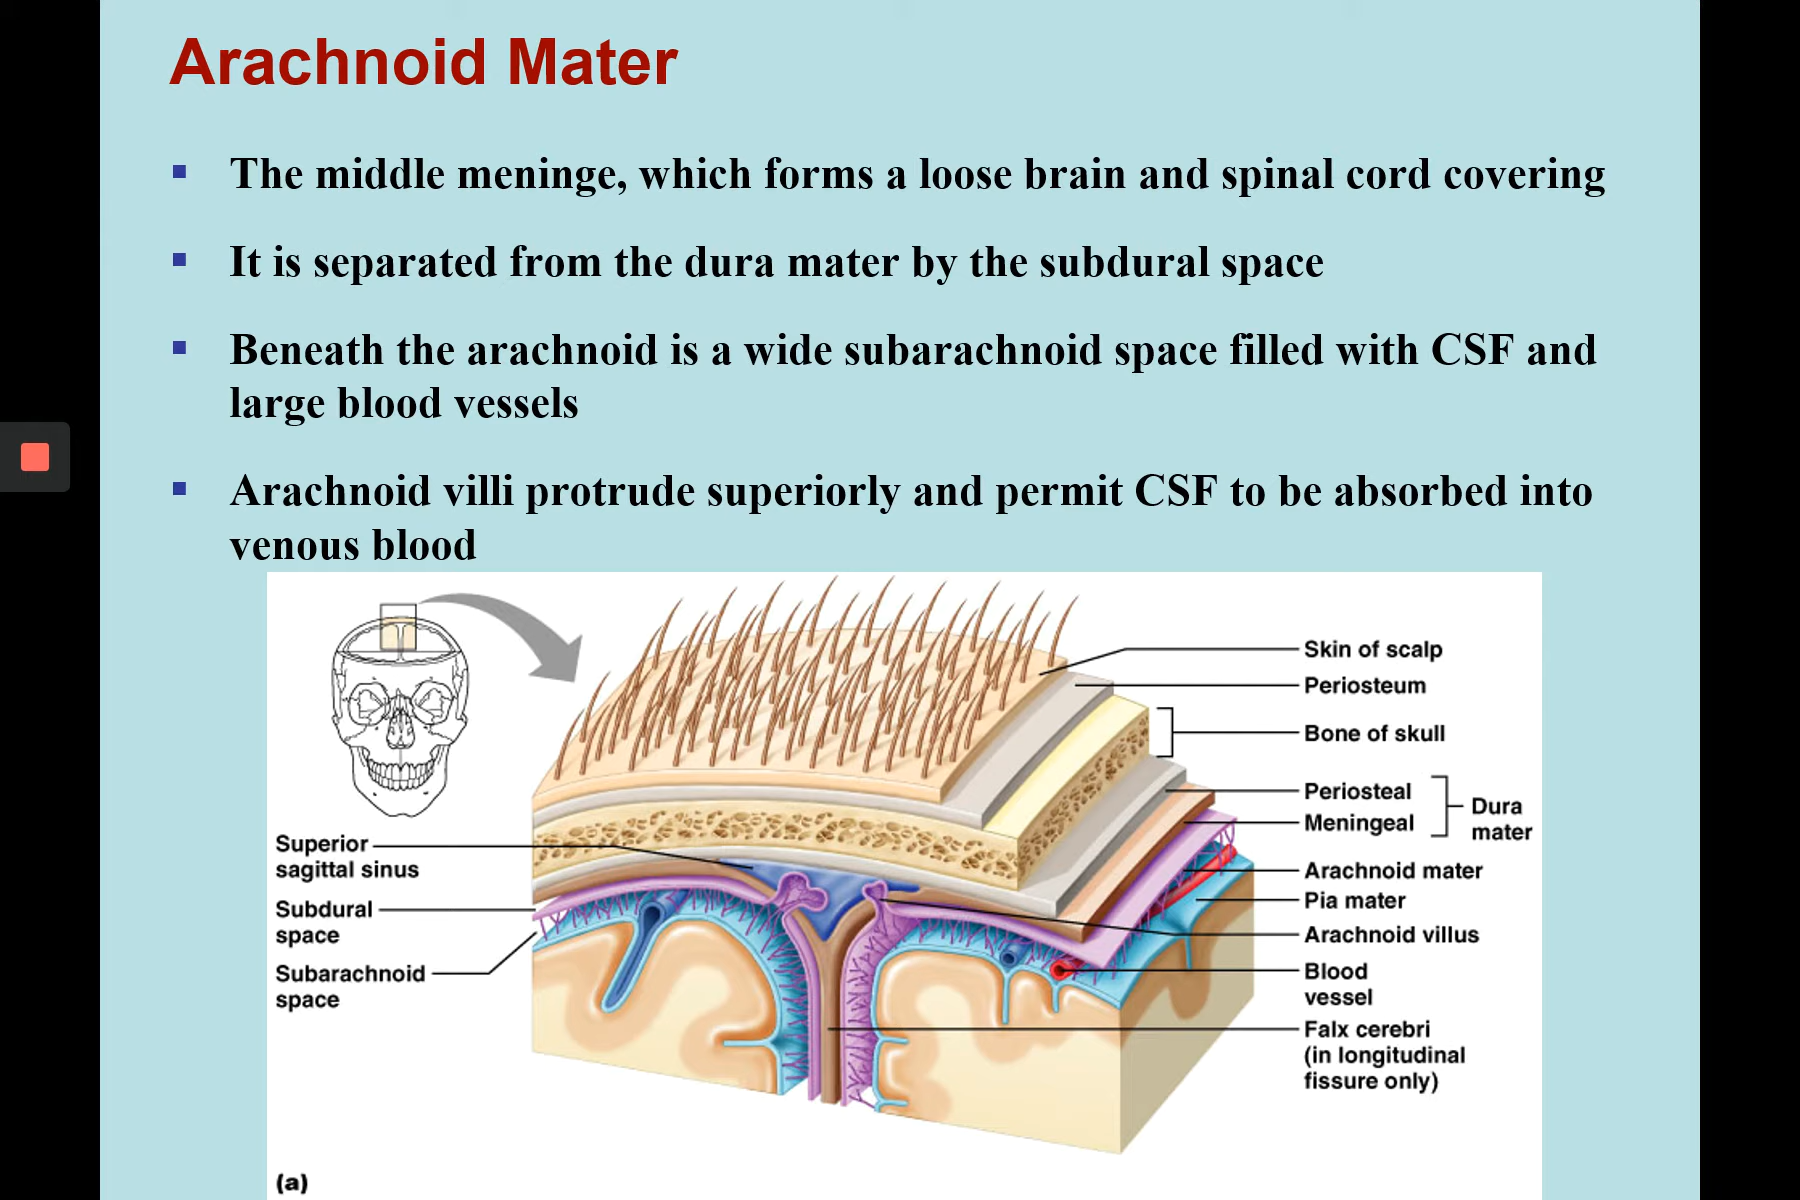 Arachnoid Mater
The middle meninge, which forms a loose brain and spinal cord covering
It is separated from the dura mater by the subdural space
Beneath the arachnoid is a wide subarachnoid space filled with CSF and
large blood vessels
Arachnoid villi protrude superiorly and permit CSF to be absorbed into
venous blood
Skin of scalp
Periosteum
Bone of skull
Periosteal
Meningeal
Dura
mater
Superior
sagittal sinus
Subdural
space
Subarachnoid
space
Arachnoid mater
Pia mater
Arachnoid villus
Blood
vessel
Falx cerebri
(in longitudinal
fissure only)
(a)